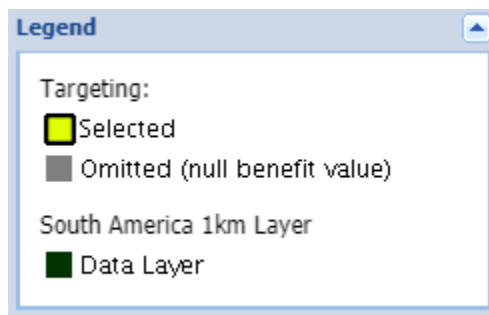 Legend
Targeting:
Selected
Omitted (null benefit value)
South America 1km Layer
Data Layer